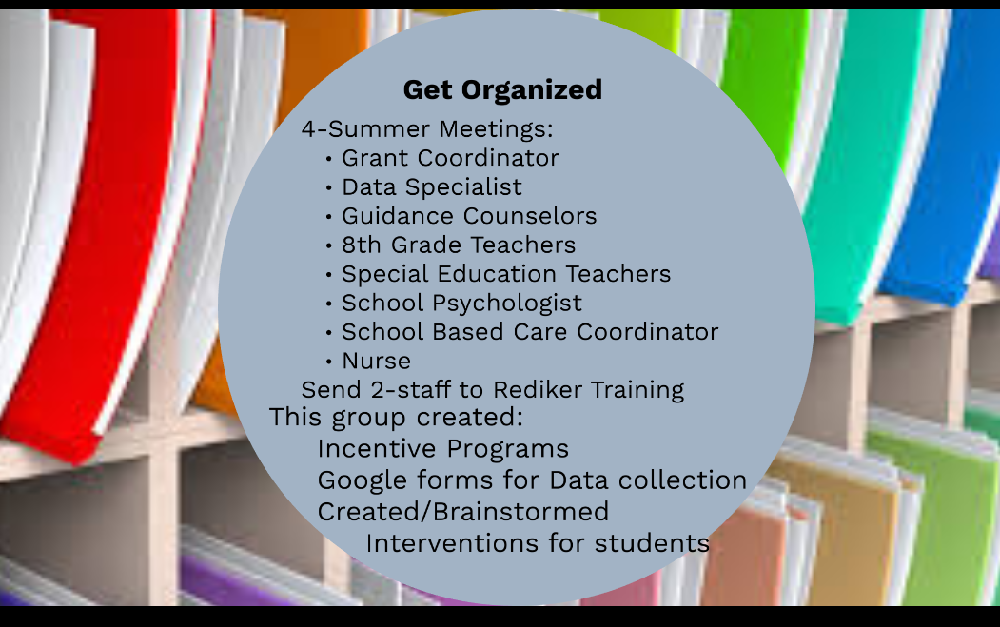 Get Organized
4-Summer Meetings:
• Grant Coordinator
• Data Specialist
• Guidance Counselors
• 8th Grade Teachers
• Special Education Teachers
• School Psychologist
• School Based Care Coordinator
• Nurse
Send 2-staff to Rediker Training
This group created:
Incentive Programs
Google forms for Data collection
Created/Brainstormed
Interventions for students